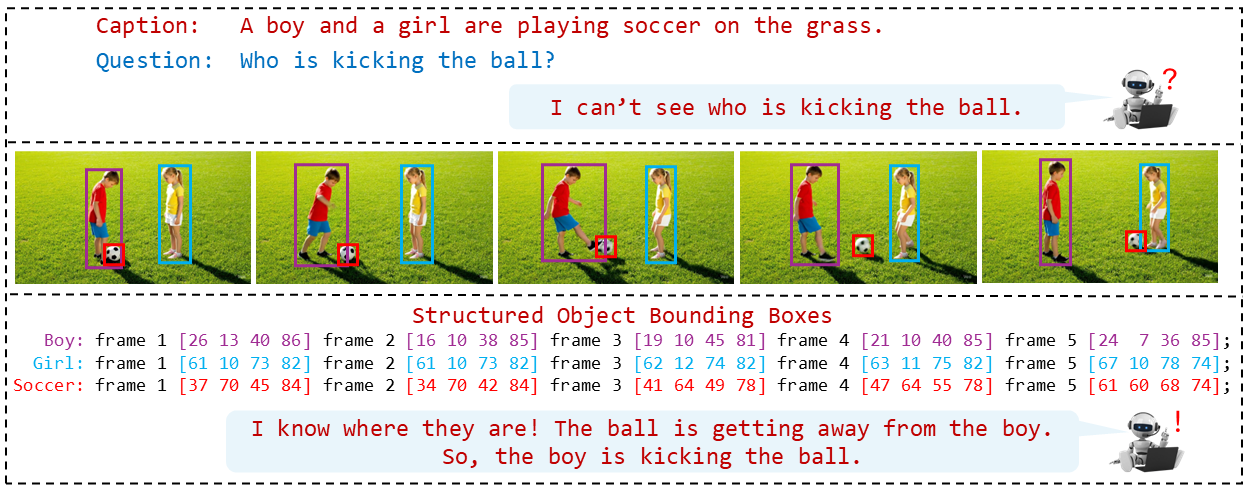 Caption: A boy and a girl are playing soccer on the grass.
Question: Who is kicking the ball?
I can't see who is kicking the ball.
?
Structured Object Bounding Boxes
Boy: frame 1 [26 13 40 86] frame 2 [16 10 38 85] frame 3 [19 10 45 81] frame 4 [21 10 40 85] frame 5 [24 7 36 85];
Girl: frame 1 [61 10 73 82] frame 2 [61 10 73 82] frame 3 [62 12 74 82] frame 4 [63 11 75 82] frame 5 [67 10 78 74];
Soccer: frame 1 [37 70 45 84] frame 2 [34 70 42 84] frame 3 [41 64 49 78] frame 4 [47 64 55 78] frame 5 [61 60 68 74];
I know where they are! The ball is getting away from the boy.
So, the boy is kicking the ball.
!